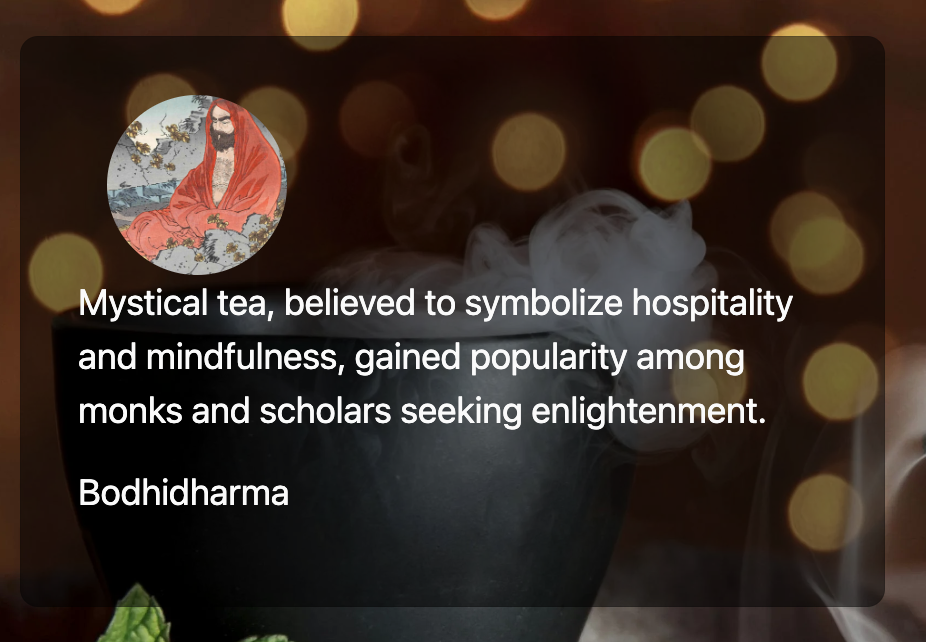 Mystical tea, believed to symbolize hospitality
and mindfulness, gained popularity among
monks and scholars seeking enlightenment.
Bodhidharma